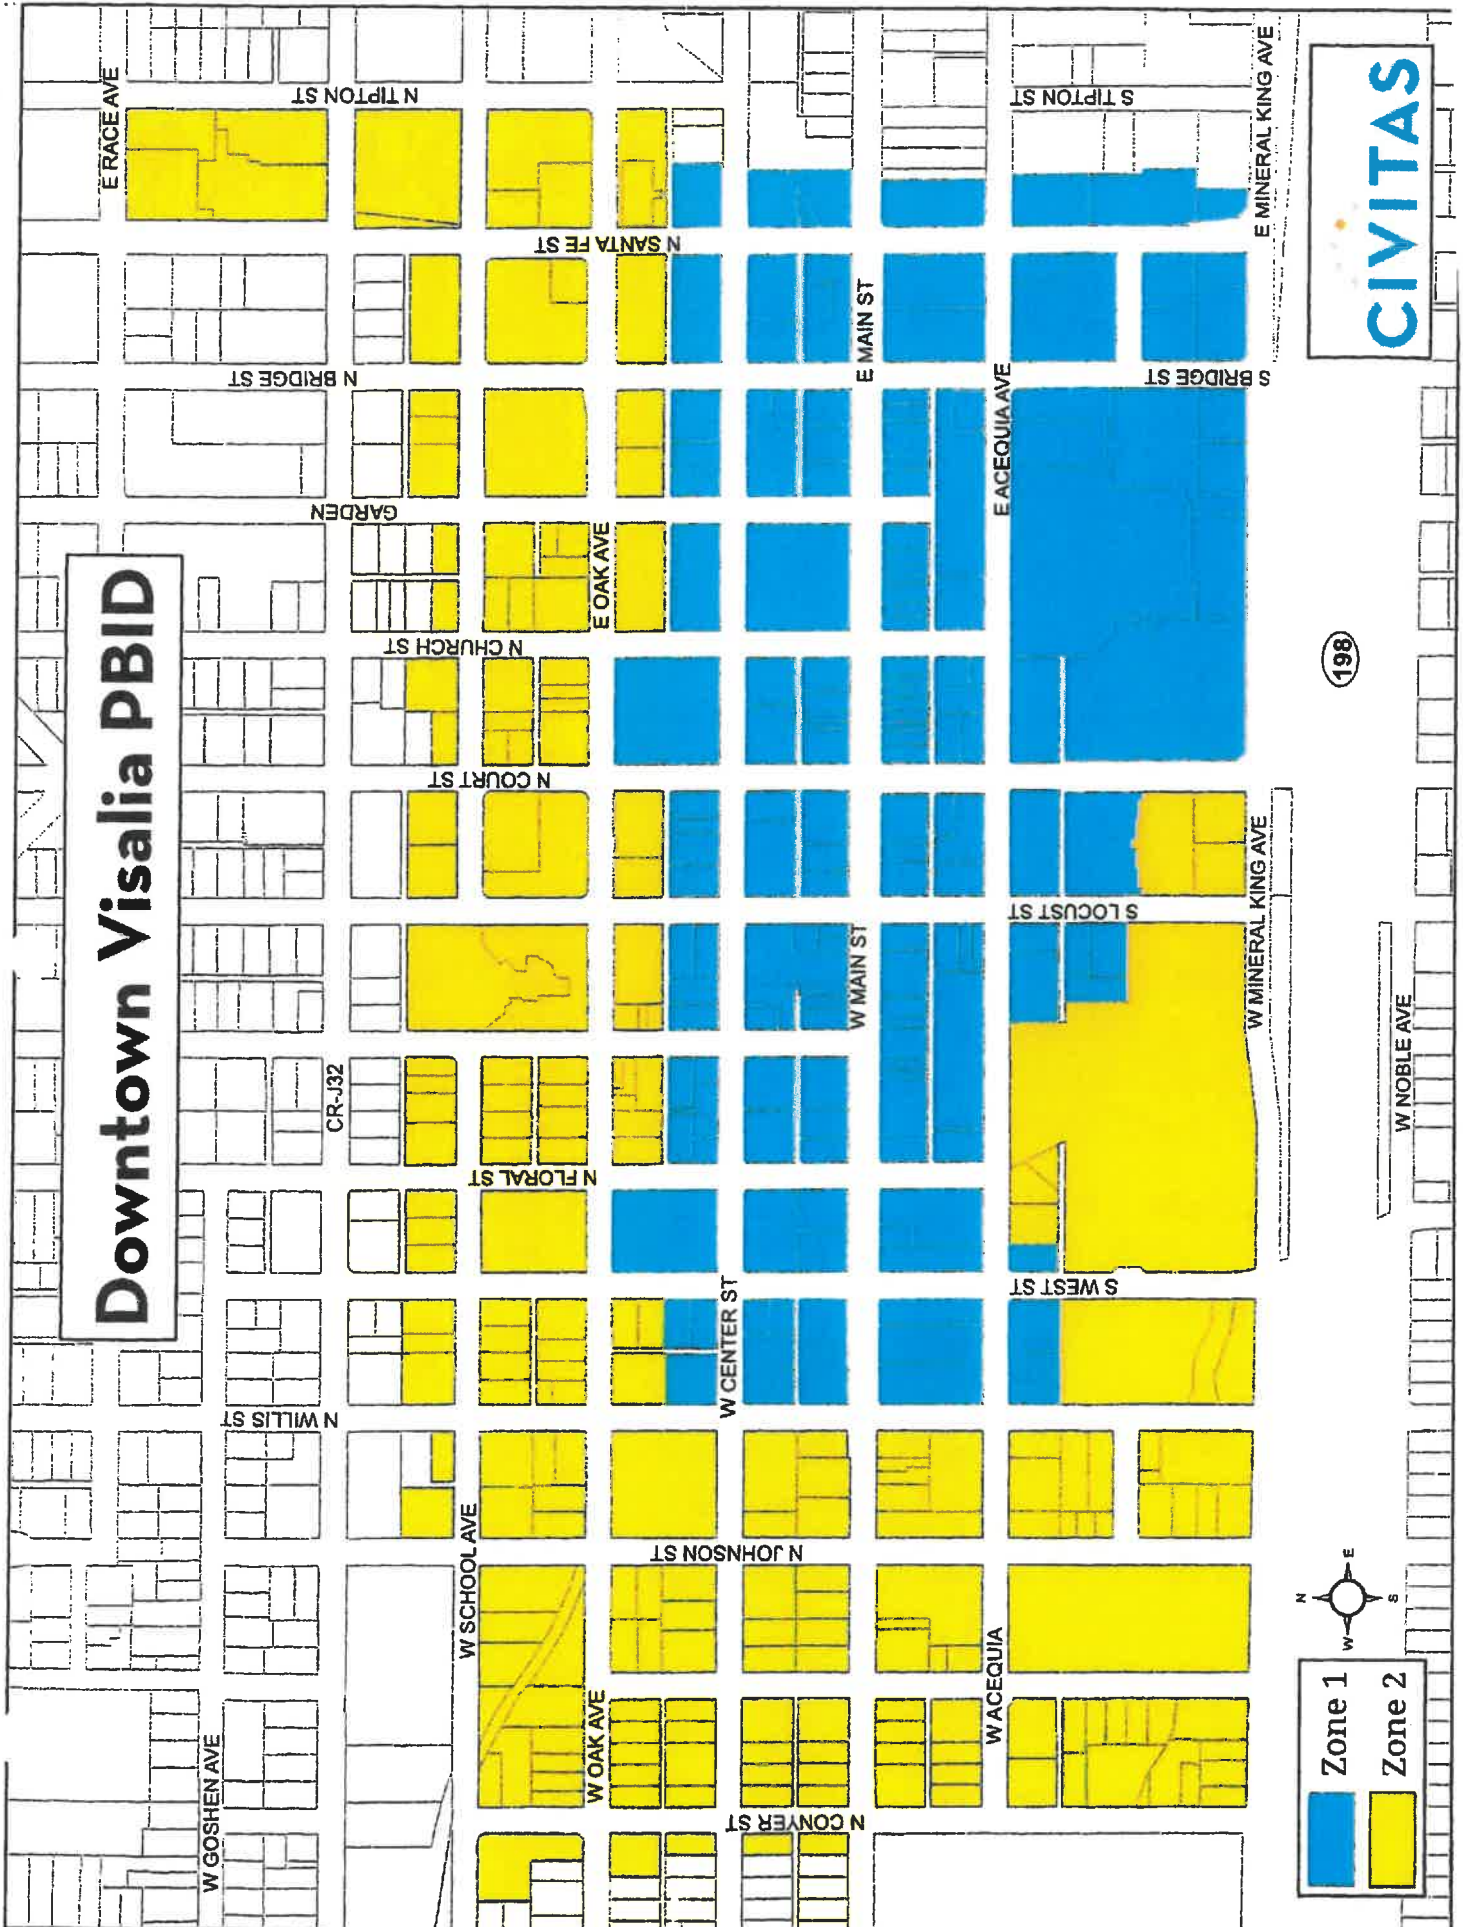 Downtown Visalia PBID
E RACE AVE
N TIPTON ST
S TIPTON ST
E MINERAL KING AVE
E MINERAL KING AVE
CIVITAS
N SANTA FE ST
E MAIN ST
N BRIDGE ST
S BRIDGE ST
E ACEQUIA AVE
GARDEN
E OAK AVE
N CHURCH ST
198
N COURT ST
S LOCUST ST
W MINERAL KING AVE
W MAIN ST
W NOBLE AVE
CR-J32
N FLORAL ST
S WEST ST
W CENTER ST
N WILLIS ST
W SCHOOL AVE
N JOHNSON ST
W ACEQUIA
W OAK AVE
N CONYER ST
W GOSHEN AVE
N
W E
S
Zone 1
Zone 2